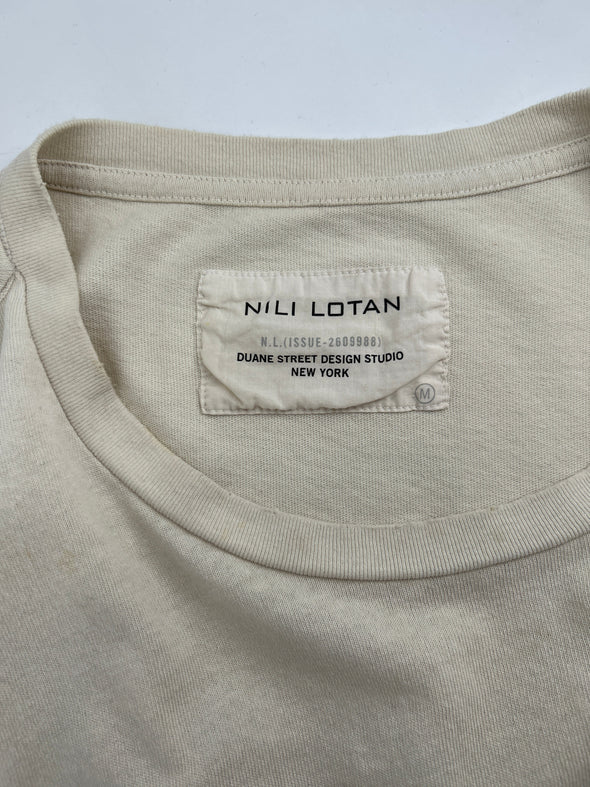 NILI LOTAN
N.L.(ISSUE-2609988)
DUANE STREET DESIGN STUDIO
NEW YORK
M